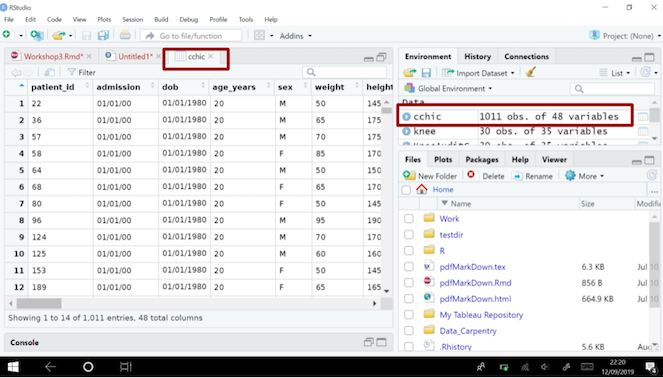 RStudio
File Edit Code View Plots Session Build Debug Profile Tools Help
Go to file/function
Addins
Project: (None)
Workshop3.Rmd*
Untitled1*
cchic
Filter
patient_id admission dob age_years sex weight height
1 22 01/01/00 01/01/1980 20 M 50 145
2 36 01/01/00 01/01/1980 20 M 65 175
3 57 01/01/00 01/01/1980 20 M 70 175
4 58 01/01/00 01/01/1980 20 F 85 170
5 64 01/01/00 01/01/1980 20 M 50 150
6 68 01/01/00 01/01/1980 20 F 65 170
7 80 01/01/00 01/01/1980 20 F 50 145
8 96 01/01/00 01/01/1980 20 M 95 190
9 124 01/01/00 01/01/1980 20 M 70 170
10 125 01/01/00 01/01/1980 20 M 60 160
11 153 01/01/00 01/01/1980 20 F 50 145
12 189 01/01/00 01/01/1980 20 F 65 165
Showing 1 to 14 of 1,011 entries, 48 total columns
Console
Environment History Connections
Import Dataset
List
Global Environment
Data
cchic 1011 obs. of 48 variables
knee 30 obs. of 35 variables
Files Plots Packages Help Viewer
New Folder Delete Rename More
Home
Name Size Modifie
Work
testdir
R
pdfMarkDown.tex 6.3 KB Jul 10
pdfMarkDown.Rmd 856 B Jul 10
pdfMarkDown.html 664.9 KB Jul 10
My Tableau Repository
Data_Carpentry
.Rhistory 5.6 KB Aug 2
22:20
12/09/2019